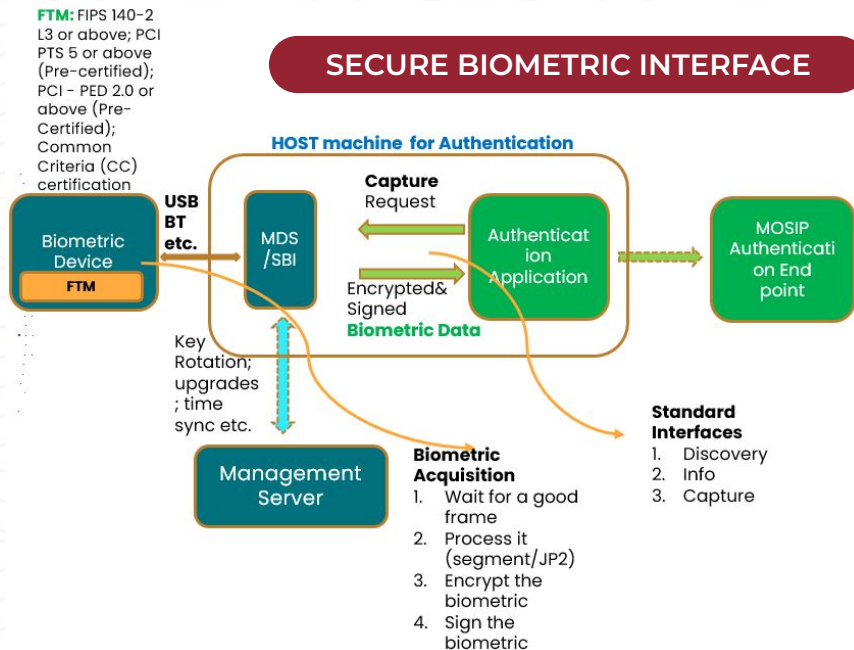 FTM: FIPS 140-2
L3 or above; PCI
PTS 5 or above
(Pre-certified);
PCI - PED 2.0 or
above (Pre-
Certified);
Common
Criteria (CC)
certification
SECURE BIOMETRIC INTERFACE
HOST machine for Authentication
USB
BT
etc.
Biometric
Device
FTM
MDS
/SBI
Capture
Request
Encrypted&
Signed
Biometric Data
Authenticat
ion
Application
MOSIP
Authenticati
on End
point
Key
Rotation;
upgrades
; time
sync etc.
Management
Server
Biometric
Acquisition
1. Wait for a good
frame
2. Process it
(segment/JP2)
3. Encrypt the
biometric
4. Sign the
biometric
Standard
Interfaces
1. Discovery
2. Info
3. Capture